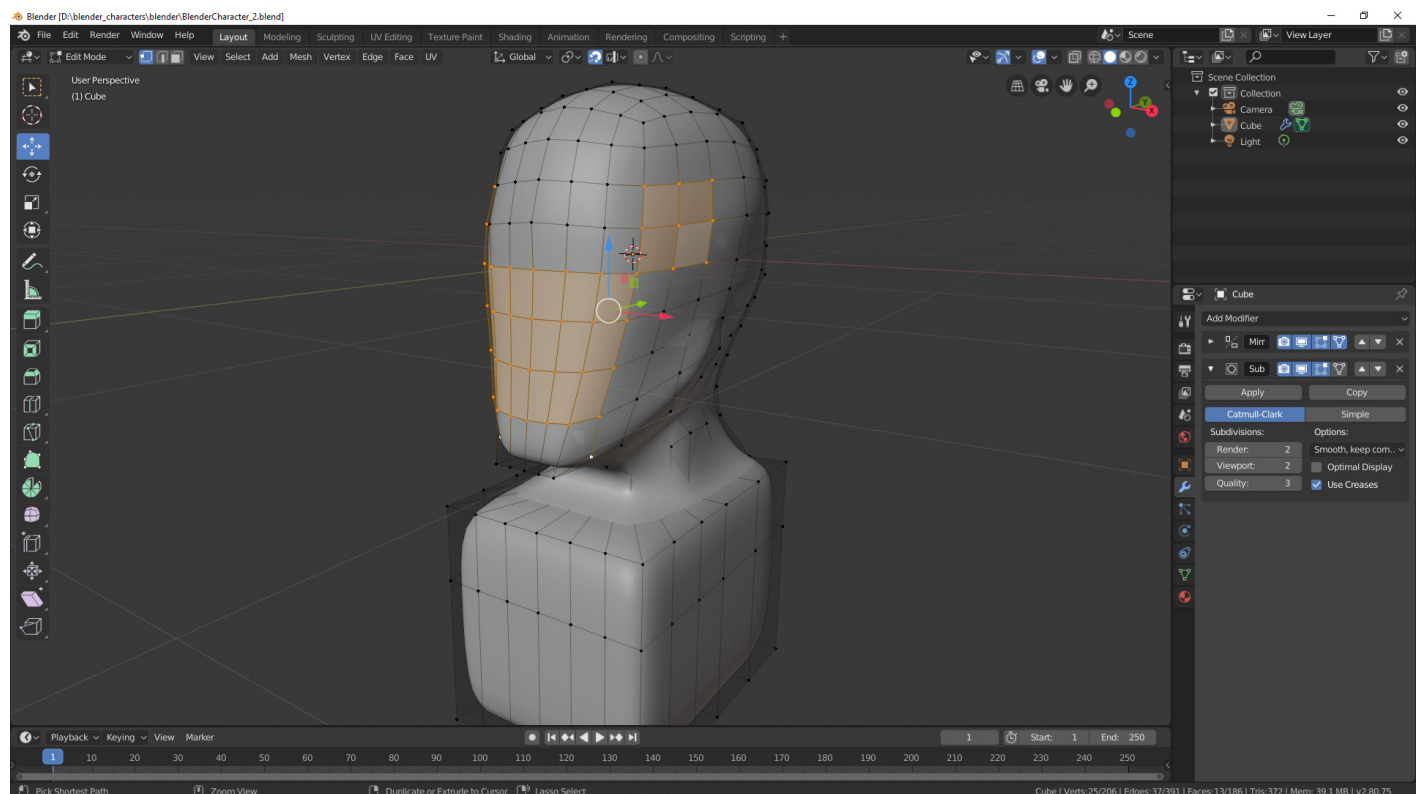 Blender [D:\blender_characters\blender\BlenderCharacter_2.blend]
File Edit Render Window Help Layout Modeling Sculpting UV Editing Texture Paint Shading Animation Rendering Compositing Scripting + Scene View Layer
Edit Mode View Select Add Mesh Vertex Edge Face UV Global
User Perspective
(1) Cube
Z
Y
X
Scene Collection
Collection
Camera
Cube
Light
Cube
Add Modifier
Mirr
Sub
Apply Copy
Catmull-Clark Simple
Subdivisions: Options:
Render: 2 Smooth, keep corn..
Viewport: 2 Optimal Display
Quality: 3 Use Creases
Playback Keying View Marker 1 Start: 1 End: 250
1 10 20 30 40 50 60 70 80 90 100 110 120 130 140 150 160 170 180 190 200 210 220 230 240 250
Pick Shortest Path Zoom View Duplicate or Extrude to Cursor Lasso Select Cube | Verts:25/206 | Edges:37/391 | Faces:13/186 | Tris:372 | Mem: 39.1 MB | v2.80.75